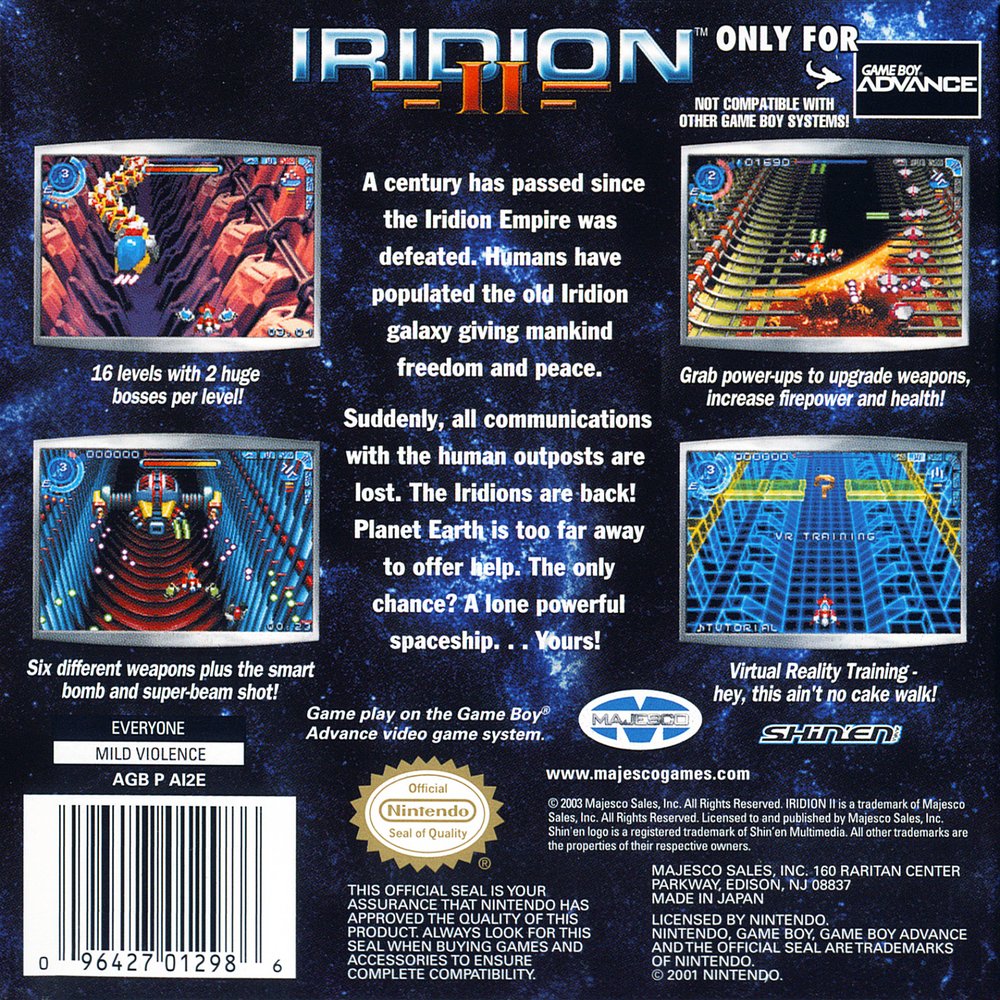 IRIDION™
II
ONLY FOR
GAME BOY
ADVANCE
NOT COMPATIBLE WITH
OTHER GAME BOY SYSTEMS!
A century has passed since
the Iridion Empire was
defeated. Humans have
populated the old Iridion
galaxy giving mankind
freedom and peace.
Suddenly, all communications
with the human outposts are
lost. The Iridions are back!
Planet Earth is too far away
to offer help. The only
chance? A lone powerful
spaceship. . . Yours!
3
16 levels with 2 huge
bosses per level!
2
01690
Grab power-ups to upgrade weapons,
increase firepower and health!
3
000000
00:23
Six different weapons plus the smart
bomb and super-beam shot!
3
000000
?
VR TRAINING
TUTORIAL
Virtual Reality Training -
hey, this ain't no cake walk!
EVERYONE
MILD VIOLENCE
AGB P AI2E
0 96427 01298 6
Game play on the Game Boy®
Advance video game system.
MAJESCO
SHIN'EN
Official
Nintendo
Seal of Quality
®
www.majescogames.com
© 2003 Majesco Sales, Inc. All Rights Reserved. IRIDION II is a trademark of Majesco
Sales, Inc. All Rights Reserved. Licensed to and published by Majesco Sales, Inc.
Shin'en logo is a registered trademark of Shin'en Multimedia. All other trademarks are
the properties of their respective owners.
THIS OFFICIAL SEAL IS YOUR
ASSURANCE THAT NINTENDO HAS
APPROVED THE QUALITY OF THIS
PRODUCT. ALWAYS LOOK FOR THIS
SEAL WHEN BUYING GAMES AND
ACCESSORIES TO ENSURE
COMPLETE COMPATIBILITY.
MAJESCO SALES, INC. 160 RARITAN CENTER
PARKWAY, EDISON, NJ 08837
MADE IN JAPAN
LICENSED BY NINTENDO.
NINTENDO, GAME BOY, GAME BOY ADVANCE
AND THE OFFICIAL SEAL ARE TRADEMARKS
OF NINTENDO.
© 2001 NINTENDO.